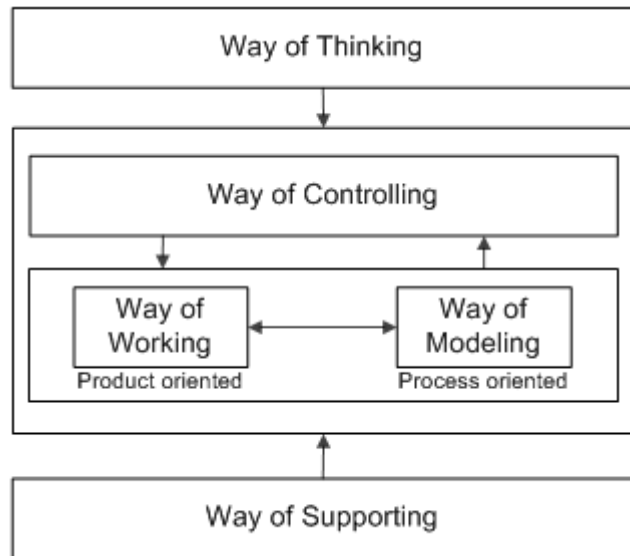 Way of Thinking
Way of Controlling
Way of
Working
Product oriented
Way of
Modeling
Process oriented
Way of Supporting